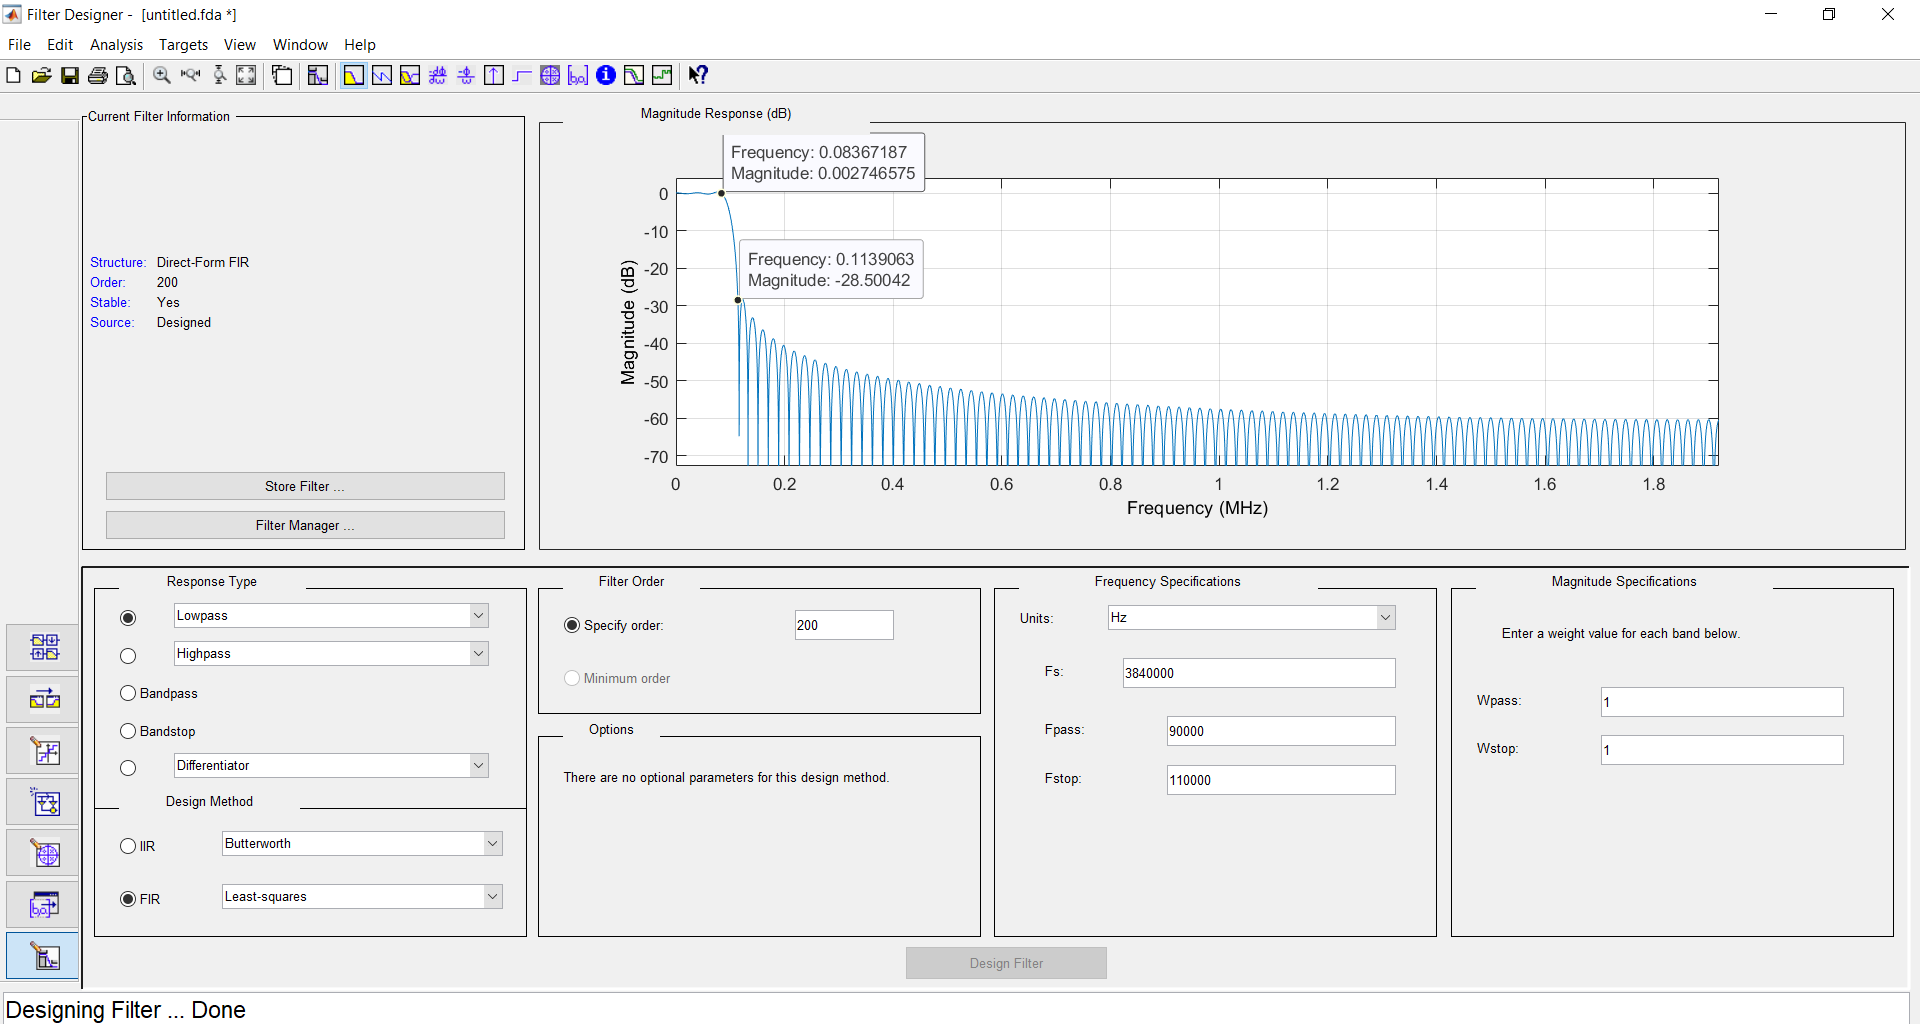 Filter Designer - [untitled.fda *]
File Edit Analysis Targets View Window Help
Current Filter Information
Structure: Direct-Form FIR
Order: 200
Stable: Yes
Source: Designed
Store Filter ...
Filter Manager ...
Magnitude Response (dB)
Frequency: 0.08367187
Magnitude: 0.002746575
Frequency: 0.1139063
Magnitude: -28.50042
Magnitude (dB)
0
-10
-20
-30
-40
-50
-60
-70
0 0.2 0.4 0.6 0.8 1 1.2 1.4 1.6 1.8
Frequency (MHz)
Response Type
Lowpass
Highpass
Bandpass
Bandstop
Differentiator
Design Method
IIR Butterworth
FIR Least-squares
Filter Order
Specify order: 200
Minimum order
Options
There are no optional parameters for this design method.
Frequency Specifications
Units: Hz
Fs: 3840000
Fpass: 90000
Fstop: 110000
Magnitude Specifications
Enter a weight value for each band below.
Wpass: 1
Wstop: 1
Design Filter
Designing Filter ... Done